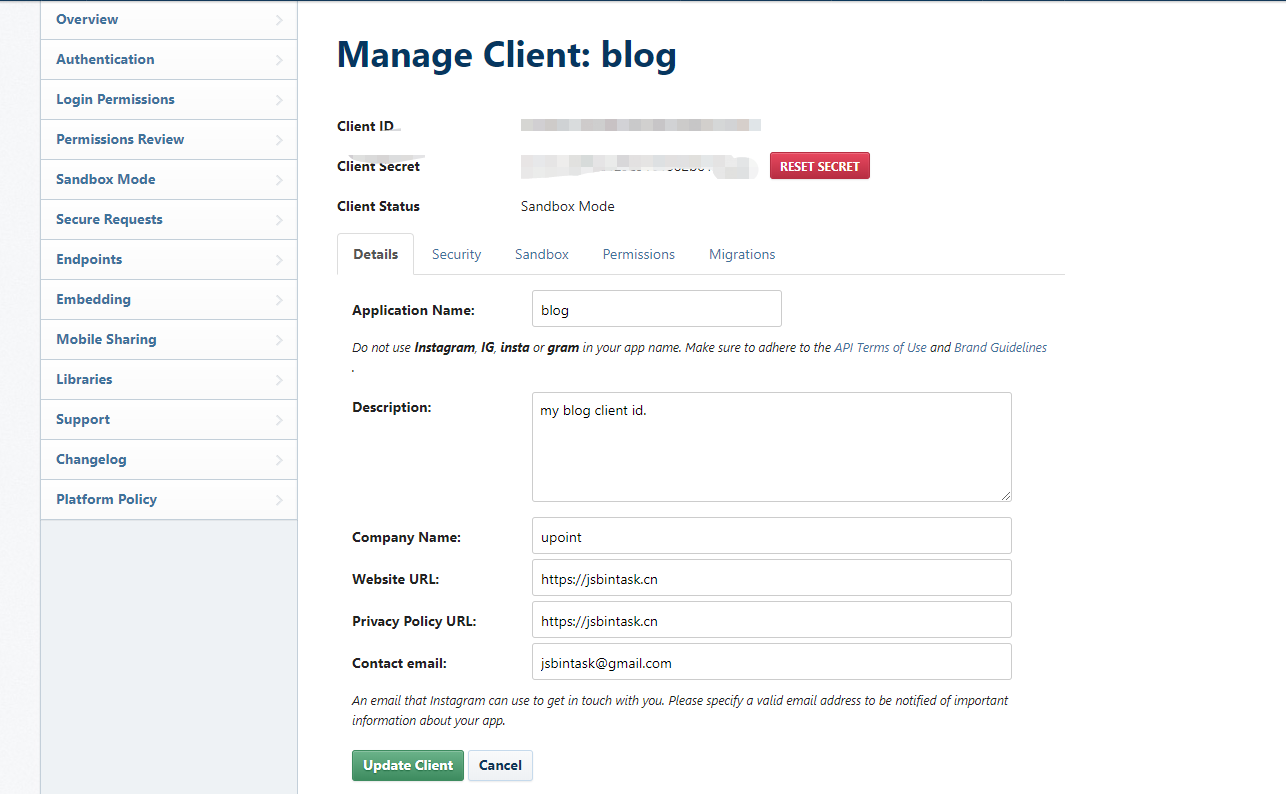 Overview
Authentication
Login Permissions
Permissions Review
Sandbox Mode
Secure Requests
Endpoints
Embedding
Mobile Sharing
Libraries
Support
Changelog
Platform Policy
Manage Client: blog
Client ID
Client Secret RESET SECRET
Client Status Sandbox Mode
Details Security Sandbox Permissions Migrations
Application Name: blog
Do not use Instagram, IG, insta or gram in your app name. Make sure to adhere to the API Terms of Use and Brand Guidelines
.
Description: my blog client id.
Company Name: upoint
Website URL: https://jsbintask.cn
Privacy Policy URL: https://jsbintask.cn
Contact email: jsbintask@gmail.com
An email that Instagram can use to get in touch with you. Please specify a valid email address to be notified of important
information about your app.
Update Client Cancel